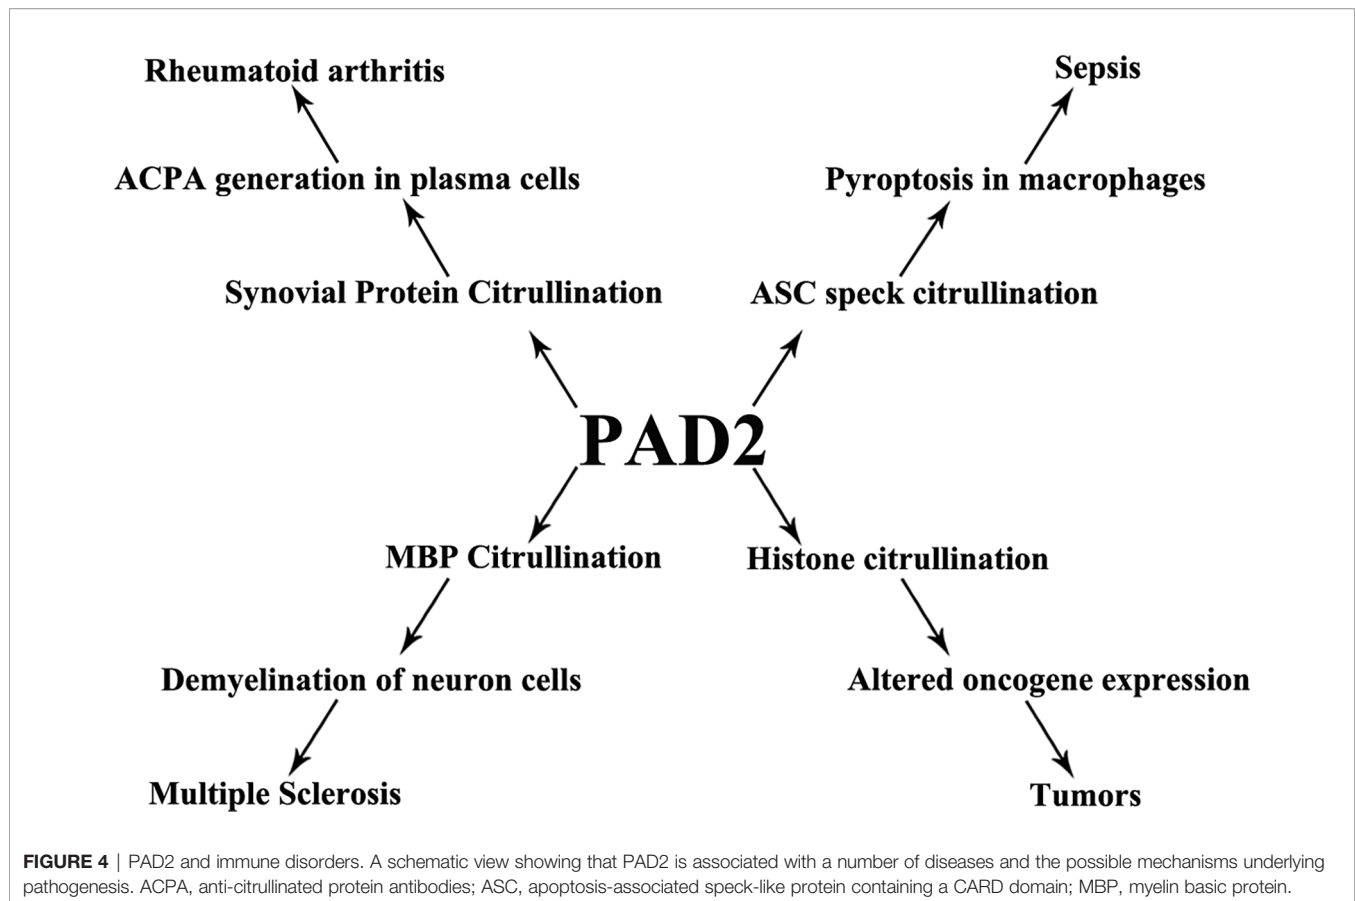 Rheumatoid arthritis
Sepsis
ACPA generation in plasma cells
Pyroptosis in macrophages
Synovial Protein Citrullination
ASC speck citrullination
PAD2
MBP Citrullination
Histone citrullination
Demyelination of neuron cells
Altered oncogene expression
Multiple Sclerosis
Tumors
FIGURE 4 | PAD2 and immune disorders. A schematic view showing that PAD2 is associated with a number of diseases and the possible mechanisms underlying
pathogenesis. ACPA, anti-citrullinated protein antibodies; ASC, apoptosis-associated speck-like protein containing a CARD domain; MBP, myelin basic protein.